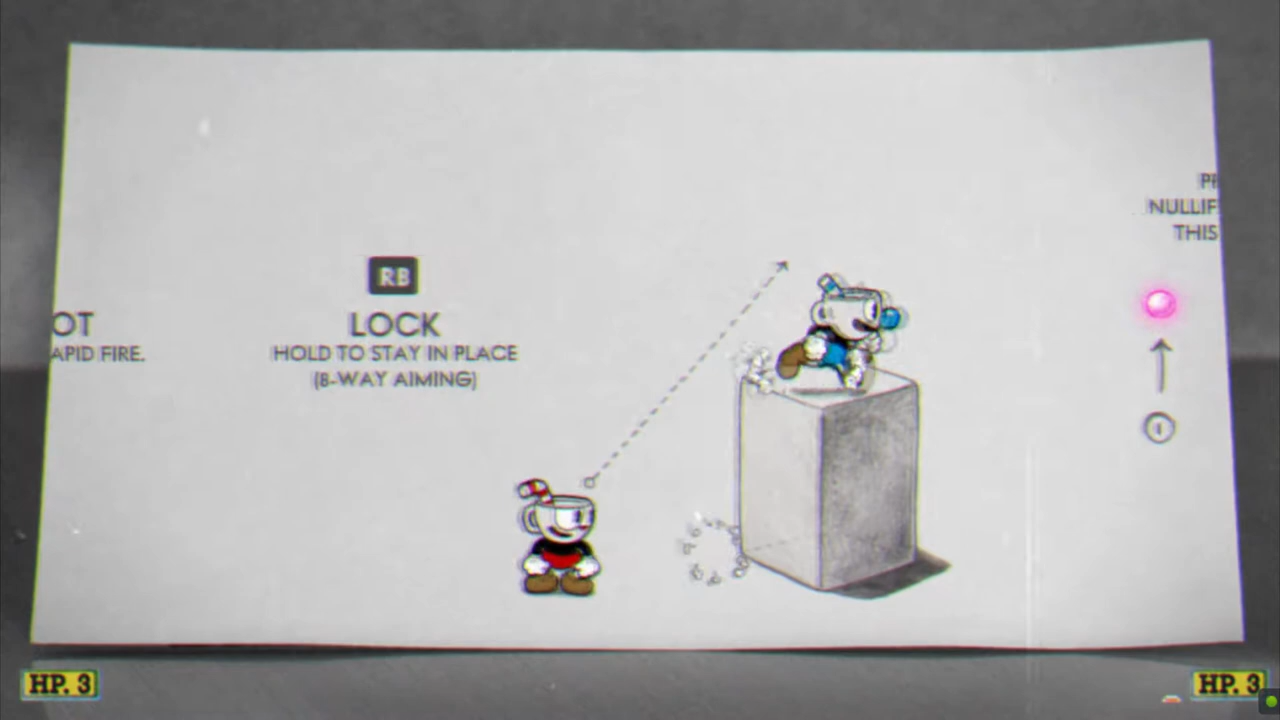 PR
NULLIF
THIS
RB
OT
LOCK
APID FIRE.
HOLD TO STAY IN PLACE
(8-WAY AIMING)
HP. 3
HP. 3